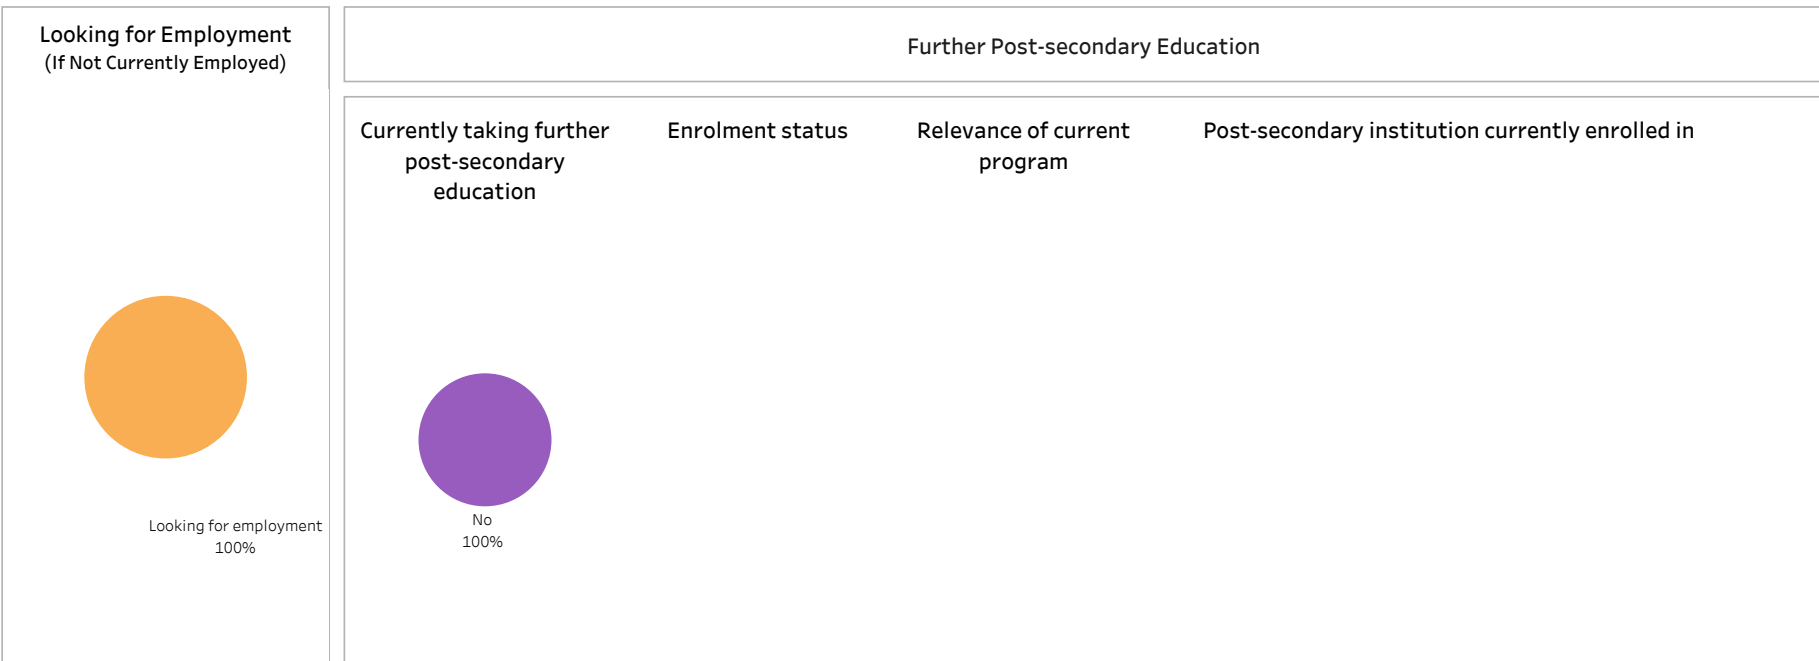 Looking for Employment
(If Not Currently Employed)
Looking for employment
100%
Further Post-secondary Education
Currently taking further
post-secondary
education
No
100%
Enrolment status
Relevance of current
program
Post-secondary institution currently enrolled in